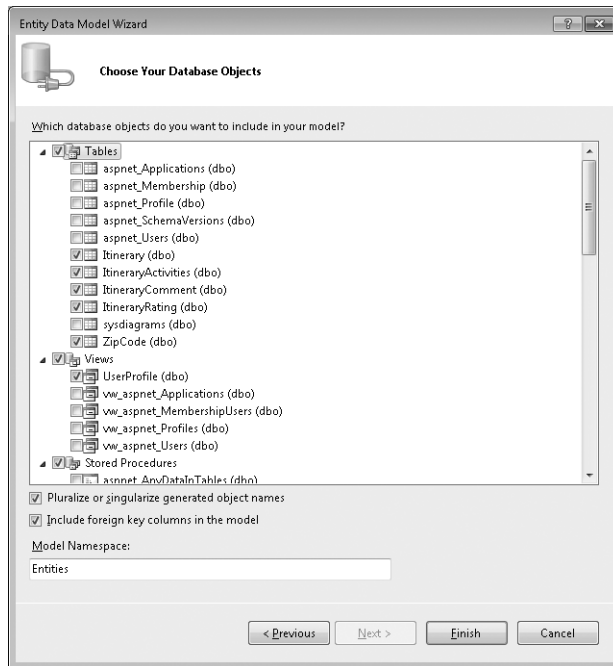 Entity Data Model Wizard
Choose Your Database Objects
Which database objects do you want to include in your model?
Tables
aspnet_Applications (dbo)
aspnet_Membership (dbo)
aspnet_Profile (dbo)
aspnet_SchemaVersions (dbo)
aspnet_Users (dbo)
Itinerary (dbo)
ItineraryActivities (dbo)
ItineraryComment (dbo)
ItineraryRating (dbo)
sysdiagrams (dbo)
ZipCode (dbo)
Views
UserProfile (dbo)
vw_aspnet_Applications (dbo)
vw_aspnet_MembershipUsers (dbo)
vw_aspnet_Profiles (dbo)
vw_aspnet_Users (dbo)
Stored Procedures
aspnet_AnyDataInTables (dbo)
Pluralize or singularize generated object names
Include foreign key columns in the model
Model Namespace:
Entities
< Previous
Next >
Finish
Cancel